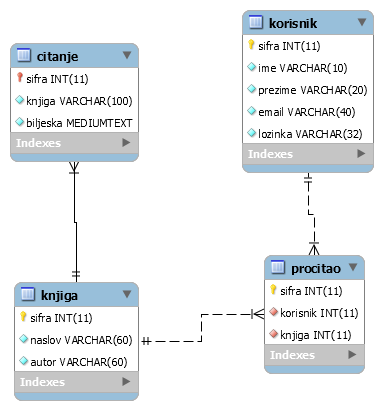 korisnik
sifra INT(11)
ime VARCHAR(10)
prezime VARCHAR(20)
email VARCHAR(40)
lozinka VARCHAR(32)
Indexes
citanje
sifra INT(11)
knjiga VARCHAR(100)
biljeska MEDIUMTEXT
Indexes
procitao
sifra INT(11)
korisnik INT(11)
knjiga INT(11)
Indexes
knjiga
sifra INT(11)
naslov VARCHAR(60)
autor VARCHAR(60)
Indexes